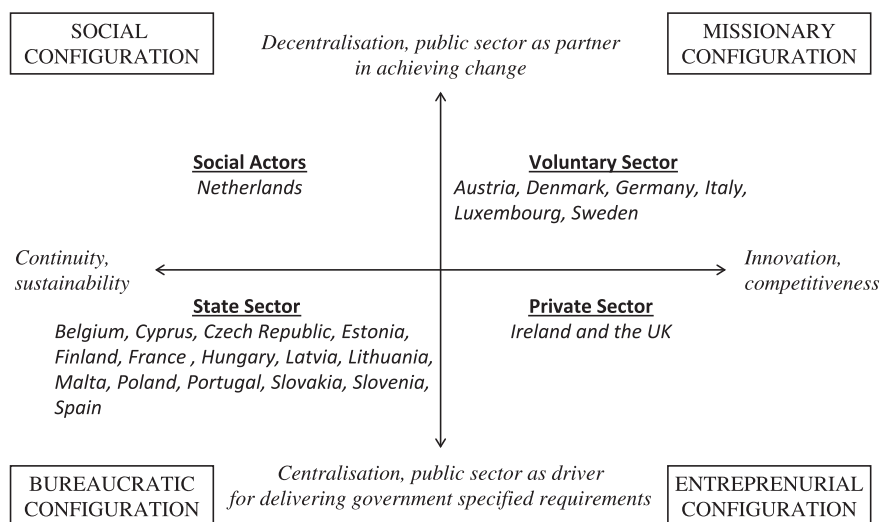 SOCIAL
CONFIGURATION
Decentralisation, public sector as partner
in achieving change
MISSIONARY
CONFIGURATION
Social Actors
Netherlands
Voluntary Sector
Austria, Denmark, Germany, Italy,
Luxembourg, Sweden
Continuity,
sustainability
Innovation,
competitiveness
State Sector
Belgium, Cyprus, Czech Republic, Estonia,
Finland, France , Hungary, Latvia, Lithuania,
Malta, Poland, Portugal, Slovakia, Slovenia,
Spain
Private Sector
Ireland and the UK
BUREAUCRATIC
CONFIGURATION
Centralisation, public sector as driver
for delivering government specified requirements
ENTREPRENURIAL
CONFIGURATION